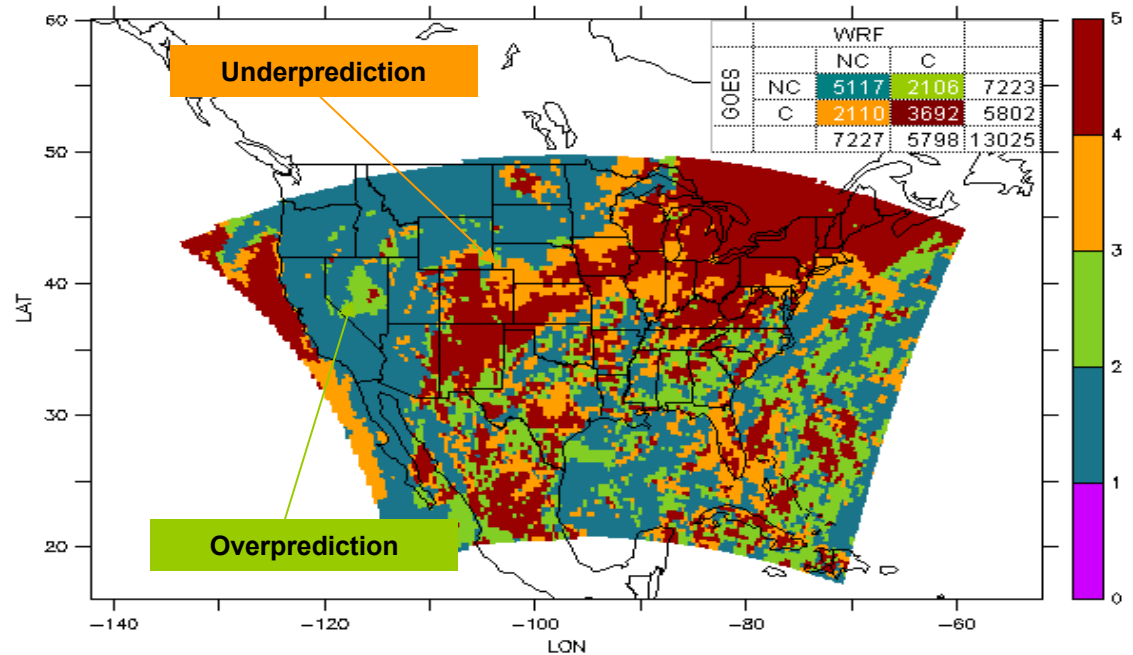 60
50
40
30
20
LAT
-140
-120
-100
-80
-60
LON
Underprediction
Overprediction
WRF
NC C
GOES
NC 5117 2106 7223
C 2110 3692 5802
7227 5798 13025
5
4
3
2
1
0